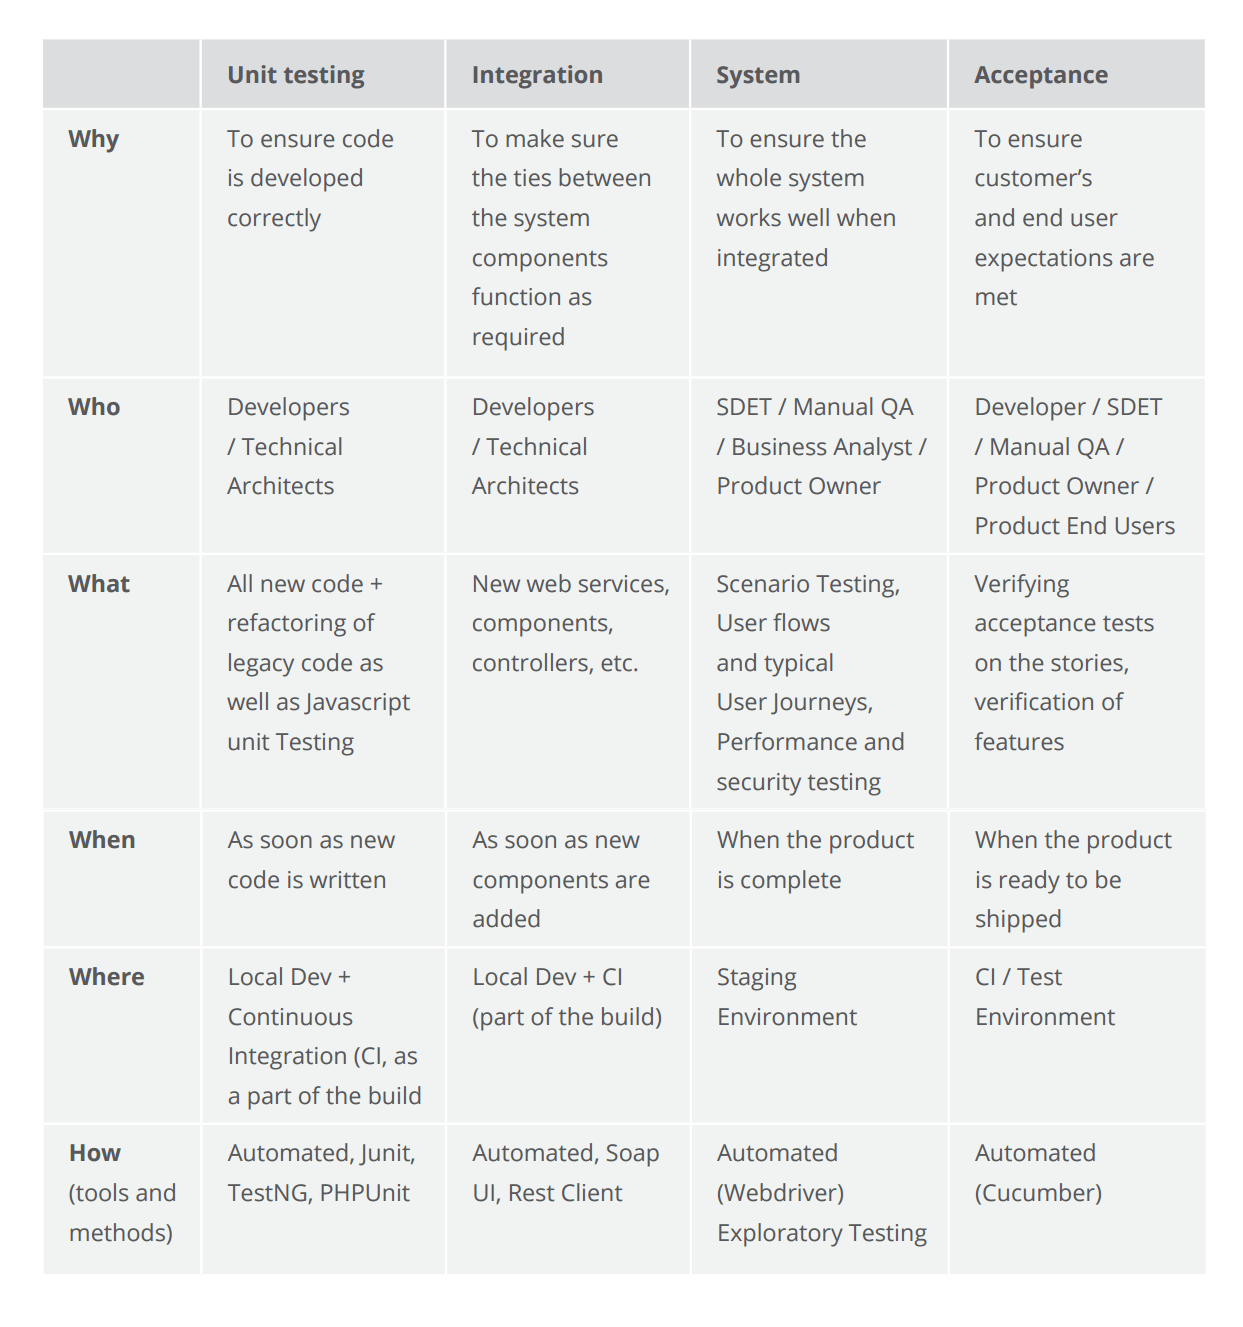 Unit testing
Integration
System
Acceptance
Why
To ensure code
is developed
correctly
To make sure
the ties between
the system
components
function as
required
To ensure the
whole system
works well when
integrated
To ensure
customer’s
and end user
expectations are
met
Who
Developers
/ Technical
Architects
Developers
/ Technical
Architects
SDET / Manual QA
/ Business Analyst /
Product Owner
Developer / SDET
/ Manual QA /
Product Owner /
Product End Users
What
All new code +
refactoring of
legacy code as
well as Javascript
unit Testing
New web services,
components,
controllers, etc.
Scenario Testing,
User flows
and typical
User Journeys,
Performance and
security testing
Verifying
acceptance tests
on the stories,
verification of
features
When
As soon as new
code is written
As soon as new
components are
added
When the product
is complete
When the product
is ready to be
shipped
Where
Local Dev +
Continuous
Integration (CI, as
a part of the build
Local Dev + CI
(part of the build)
Staging
Environment
CI / Test
Environment
How
(tools and
methods)
Automated, Junit,
TestNG, PHPUnit
Automated, Soap
UI, Rest Client
Automated
(Webdriver)
Exploratory Testing
Automated
(Cucumber)